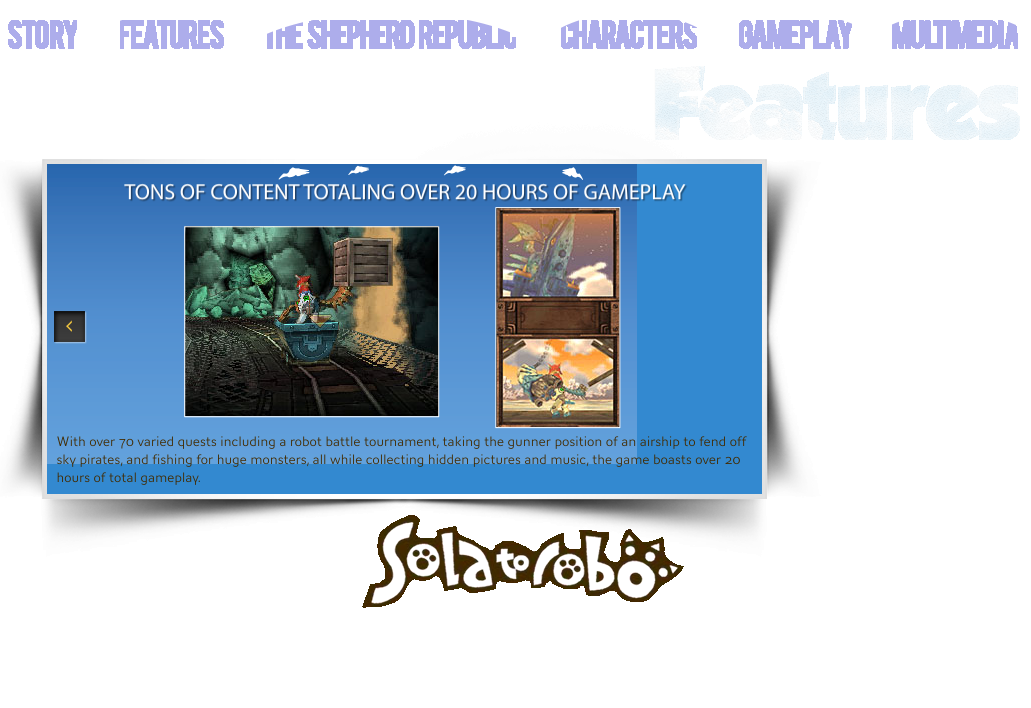 STORY FEATURES THE SHEPHERD REPUBLIC CHARACTERS GAMEPLAY MULTIMEDIA
Features
TONS OF CONTENT TOTALING OVER 20 HOURS OF GAMEPLAY
With over 70 varied quests including a robot battle tournament, taking the gunner position of an airship to fend off
sky pirates, and fishing for huge monsters, all while collecting hidden pictures and music, the game boasts over 20
hours of total gameplay.
Solatorobo